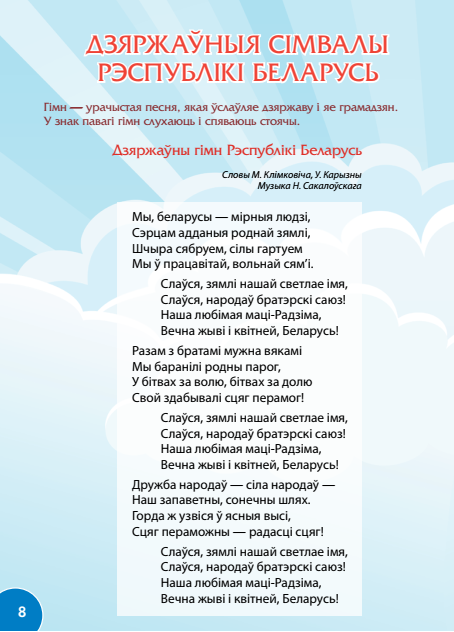 ДЗЯРЖАЎНЫЯ СІМВАЛЫ
РЭСПУБЛІКІ БЕЛАРУСЬ
Гімн — урачыстая песня, якая ўслаўляе дзяржаву і яе грамадзян.
У знак павагі гімн слухаюць і спяваюць стоячы.
Дзяржаўны гімн Рэспублікі Беларусь
Словы М. Клімковіча, У. Карызны
Музыка Н. Сакалоўскага
Мы, беларусы — мірныя людзі,
Сэрцам адданыя роднай зямлі,
Шчыра сябруем, сілы гартуем
Мы ў працавітай, вольнай сям’і.
Слаўся, зямлі нашай светлае імя,
Слаўся, народаў братэрскі саюз!
Наша любімая маці-Радзіма,
Вечна жыві і квітней, Беларусь!
Разам з братамі мужна вякамі
Мы баранілі родны парог,
У бітвах за волю, бітвах за долю
Свой здабывалі сцяг перамог!
Слаўся, зямлі нашай светлае імя,
Слаўся, народаў братэрскі саюз!
Наша любімая маці-Радзіма,
Вечна жыві і квітней, Беларусь!
Дружба народаў — сіла народаў —
Наш запаветны, сонечны шлях.
Горда ж узвіся ў ясныя высі,
Сцяг пераможны — радасці сцяг!
Слаўся, зямлі нашай светлае імя,
Слаўся, народаў братэрскі саюз!
Наша любімая маці-Радзіма,
Вечна жыві і квітней, Беларусь!
8